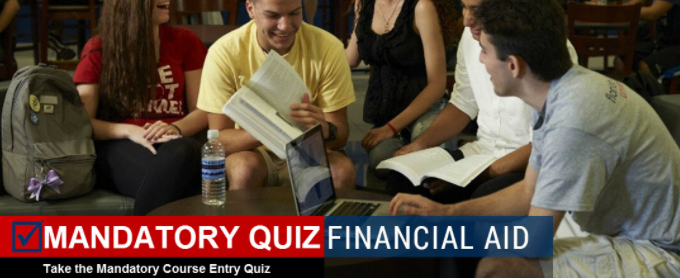 MANDATORY QUIZ FINANCIAL AID
Take the Mandatory Course Entry Quiz